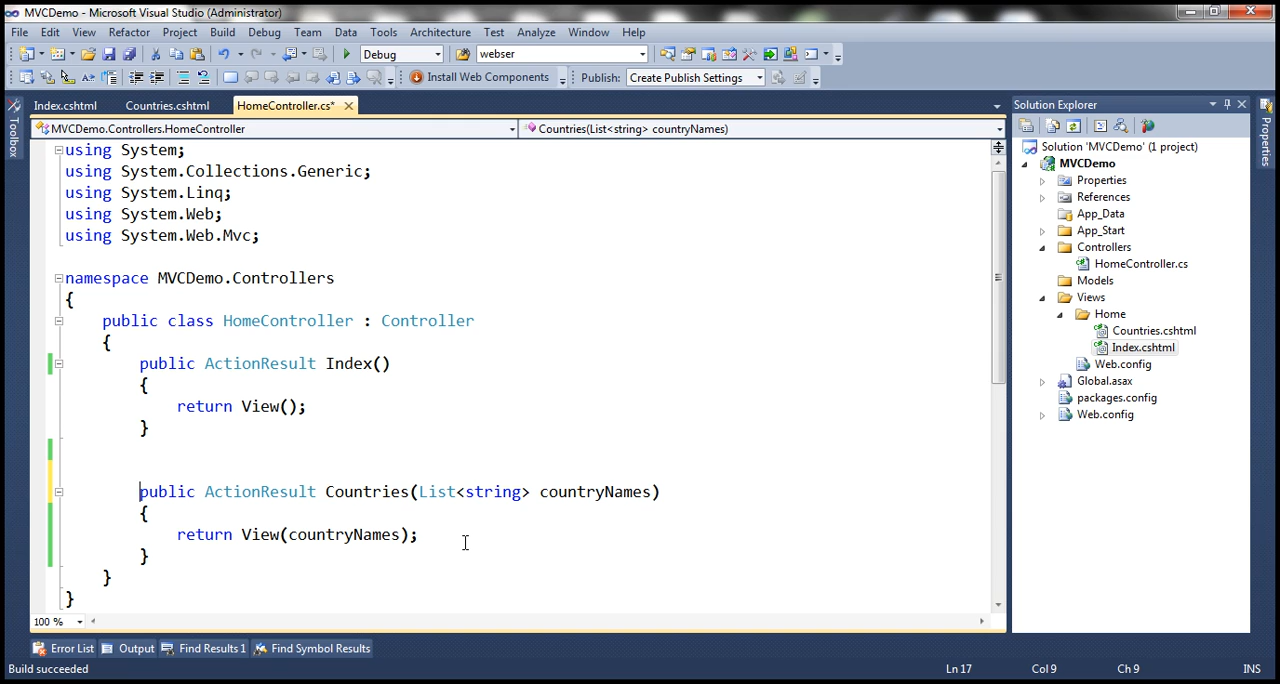 MVCDemo - Microsoft Visual Studio (Administrator)
File Edit View Refactor Project Build Debug Team Data Tools Architecture Test Analyze Window Help
Debug webser
Install Web Components Publish: Create Publish Settings
Index.cshtml Countries.cshtml HomeController.cs*
Solution Explorer
MVCDemo.Controllers.HomeController Countries(List<string> countryNames)
Toolbox
Properties
using System;
using System.Collections.Generic;
using System.Linq;
using System.Web;
using System.Web.Mvc;
namespace MVCDemo.Controllers
{
public class HomeController : Controller
{
public ActionResult Index()
{
return View();
}
public ActionResult Countries(List<string> countryNames)
{
return View(countryNames);
}
}
}
Solution 'MVCDemo' (1 project)
MVCDemo
Properties
References
App_Data
App_Start
Controllers
HomeController.cs
Models
Views
Home
Countries.cshtml
Index.cshtml
Web.config
Global.asax
packages.config
Web.config
100 %
Error List Output Find Results 1 Find Symbol Results
Build succeeded Ln 17 Col 9 Ch 9 INS